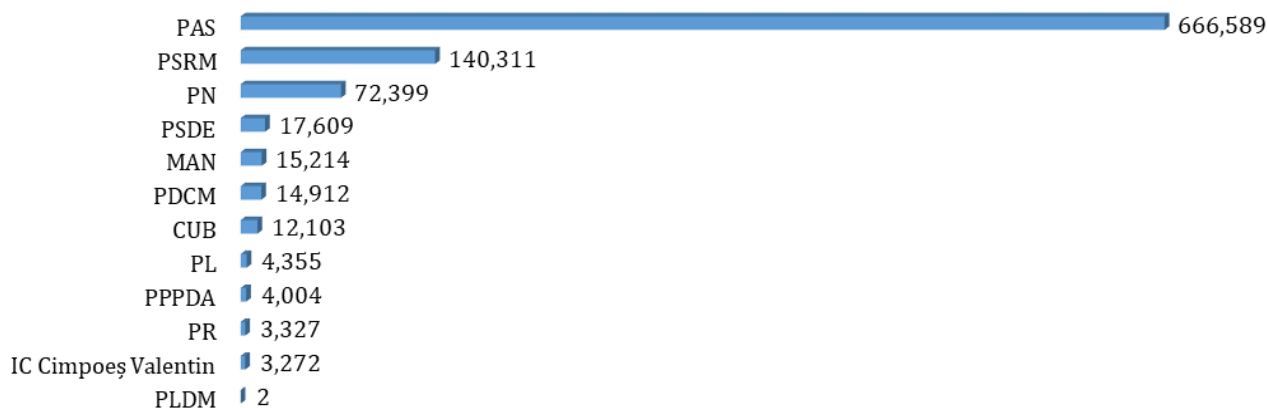 PAS 666,589
PSRM 140,311
PN 72,399
PSDE 17,609
MAN 15,214
PDCM 14,912
CUB 12,103
PL 4,355
PPPDA 4,004
PR 3,327
IC Cimpoeș Valentin 3,272
PLDM 2